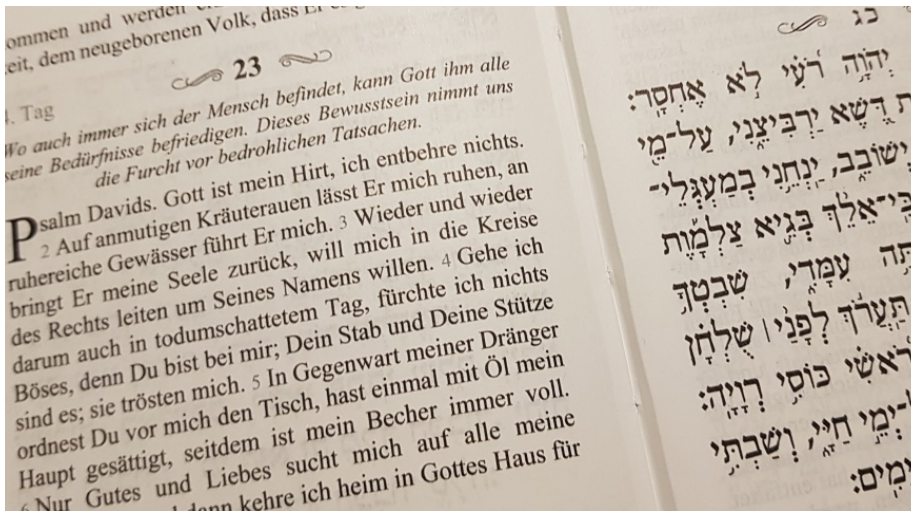 ommen und werden
eit, dem neugeborenen Volk, dass Er
23
. Tag
Wo auch immer sich der Mensch befindet, kann Gott ihm alle
seine Bedürfnisse befriedigen. Dieses Bewusstsein nimmt uns
die Furcht vor bedrohlichen Tatsachen.
Psalm Davids. Gott ist mein Hirt, ich entbehre nichts.
2 Auf anmutigen Kräuterauen lässt Er mich ruhen, an
ruhereiche Gewässer führt Er mich. 3 Wieder und wieder
bringt Er meine Seele zurück, will mich in die Kreise
des Rechts leiten um Seines Namens willen. 4 Gehe ich
darum auch in todumschattetem Tag, fürchte ich nichts
Böses, denn Du bist bei mir; Dein Stab und Deine Stütze
sind es; sie trösten mich. 5 In Gegenwart meiner Dränger
ordnest Du vor mich den Tisch, hast einmal mit Öl mein
Haupt gesättigt, seitdem ist mein Becher immer voll.
6 Nur Gutes und Liebes sucht mich auf alle meine
dann kehre ich heim in Gottes Haus für
כג
יְהוָ֥ה רֹ֝עִ֗י לֹ֣א אֶחְסָֽר׃
דֶּ֭שֶׁא יַרְבִּיצֵ֑נִי, עַל־מֵ֖י
יְשׁוֹבֵ֑ב, יַֽנְחֵ֥נִי בְמַעְגְּלֵי־
כִּֽי־אֵלֵ֨ךְ בְּגֵ֪יא צַלְמָ֡וֶת
עִמָּדִ֑י, שִׁבְטְךָ֥
תַּעֲרֹ֬ךְ לְפָנַ֨י׀ שֻׁלְחָ֗ן
רֹ֝אשִׁ֗י כּוֹסִ֥י רְוָיָֽה׃
יְמֵ֣י חַיָּ֑י, וְשַׁבְתִּ֥י